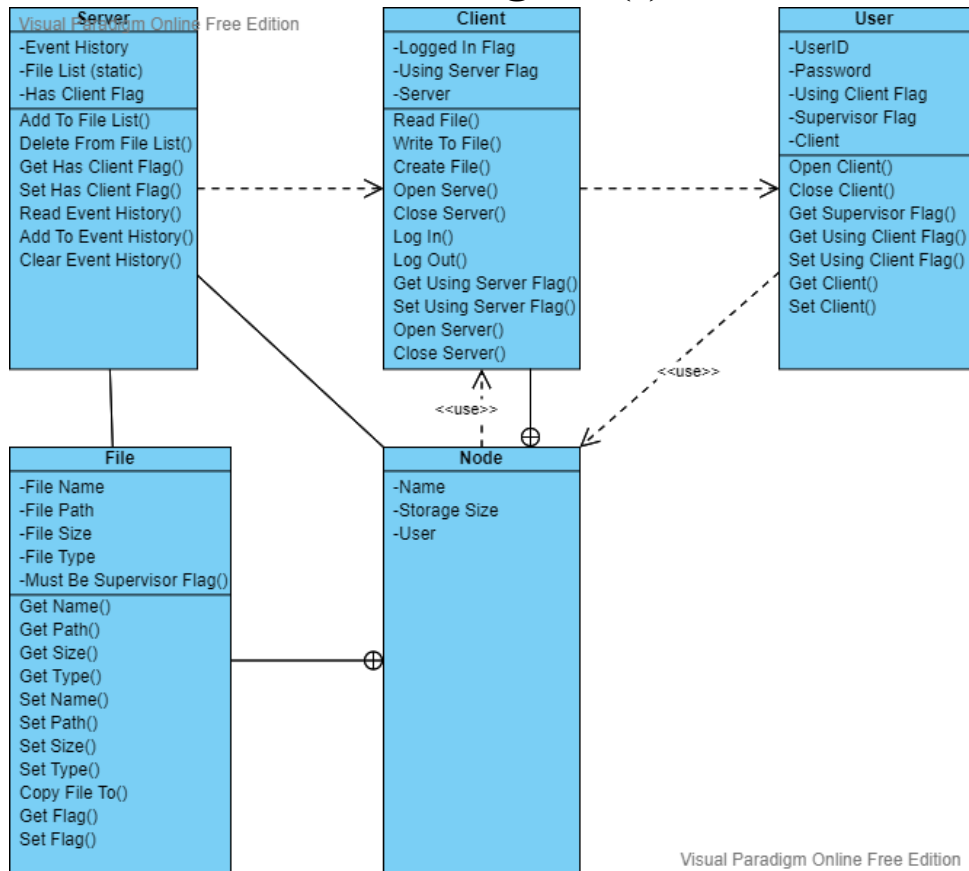 Server
Visual Paradigm Online Free Edition
-Event History
-File List (static)
-Has Client Flag
Add To File List()
Delete From File List()
Get Has Client Flag()
Set Has Client Flag()
Read Event History()
Add To Event History()
Clear Event History()
Client
-Logged In Flag
-Using Server Flag
-Server
Read File()
Write To File()
Create File()
Open Serve()
Close Server()
Log In()
Log Out()
Get Using Server Flag()
Set Using Server Flag()
Open Server()
Close Server()
User
-UserID
-Password
-Using Client Flag
-Supervisor Flag
-Client
Open Client()
Close Client()
Get Supervisor Flag()
Get Using Client Flag()
Set Using Client Flag()
Get Client()
Set Client()
<<use>>
<<use>>
File
-File Name
-File Path
-File Size
-File Type
-Must Be Supervisor Flag()
Get Name()
Get Path()
Get Size()
Get Type()
Set Name()
Set Path()
Set Size()
Set Type()
Copy File To()
Get Flag()
Set Flag()
Node
-Name
-Storage Size
-User
Visual Paradigm Online Free Edition